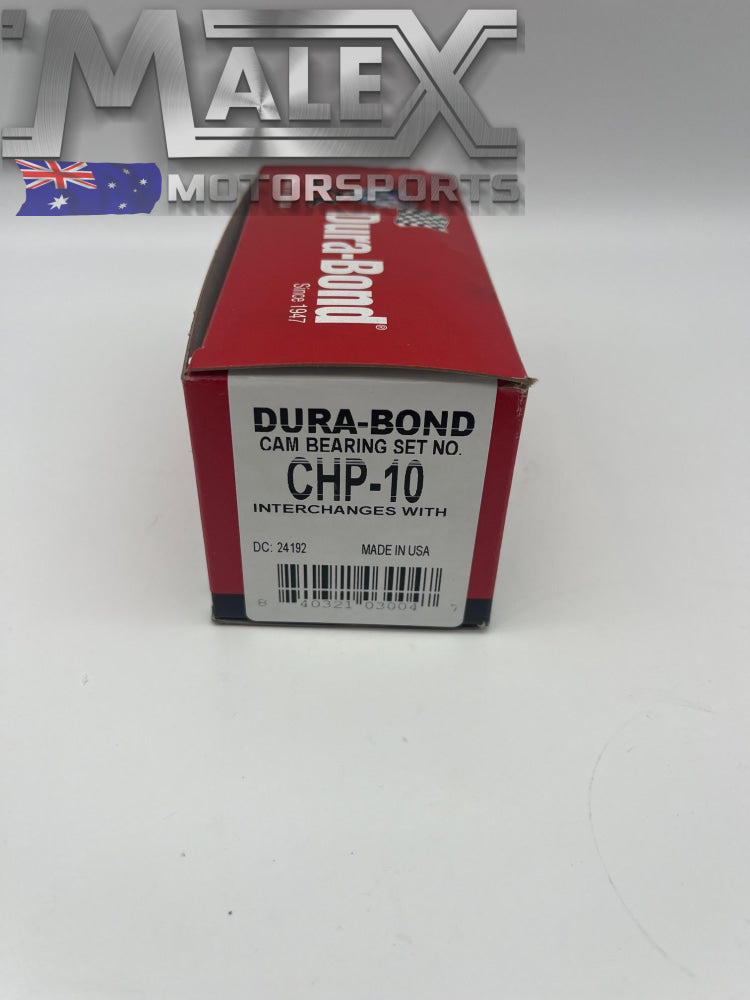 MALEX
MOTORSPORTS
Dura-Bond®
Since 1947
DURA-BOND
CAM BEARING SET NO.
CHP-10
INTERCHANGES WITH
DC: 24192 MADE IN USA
8 40321 03004 7